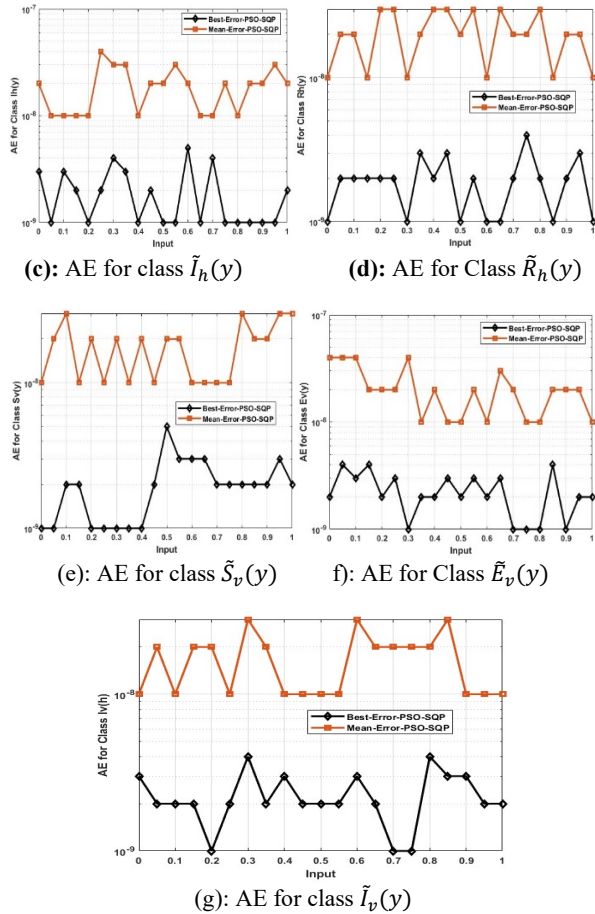 10^-7
Best-Error-PSO-SQP
Mean-Error-PSO-SQP
10^-8
10^-9
AE for Class Ih(y)
0 0.1 0.2 0.3 0.4 0.5 0.6 0.7 0.8 0.9 1
Input
(c): AE for class Ĩ_h(y)
10^-8
10^-9
AE for Class Rh(y)
Best-Error-PSO-SQP
Mean-Error-PSO-SQP
0 0.1 0.2 0.3 0.4 0.5 0.6 0.7 0.8 0.9 1
Input
(d): AE for Class R̃_h(y)
10^-8
10^-9
AE for Class Sv(y)
Best-Error-PSO-SQP
Mean-Error-PSO-SQP
0 0.1 0.2 0.3 0.4 0.5 0.6 0.7 0.8 0.9 1
Input
(e): AE for class S̃_v(y)
10^-7
Best-Error-PSO-SQP
Mean-Error-PSO-SQP
10^-8
10^-9
AE for Class Ev(y)
0 0.1 0.2 0.3 0.4 0.5 0.6 0.7 0.8 0.9 1
Input
f): AE for Class Ẽ_v(y)
10^-8
10^-9
AE for Class Iv(h)
Best-Error-PSO-SQP
Mean-Error-PSO-SQP
0 0.1 0.2 0.3 0.4 0.5 0.6 0.7 0.8 0.9 1
Input
(g): AE for class Ĩ_v(y)